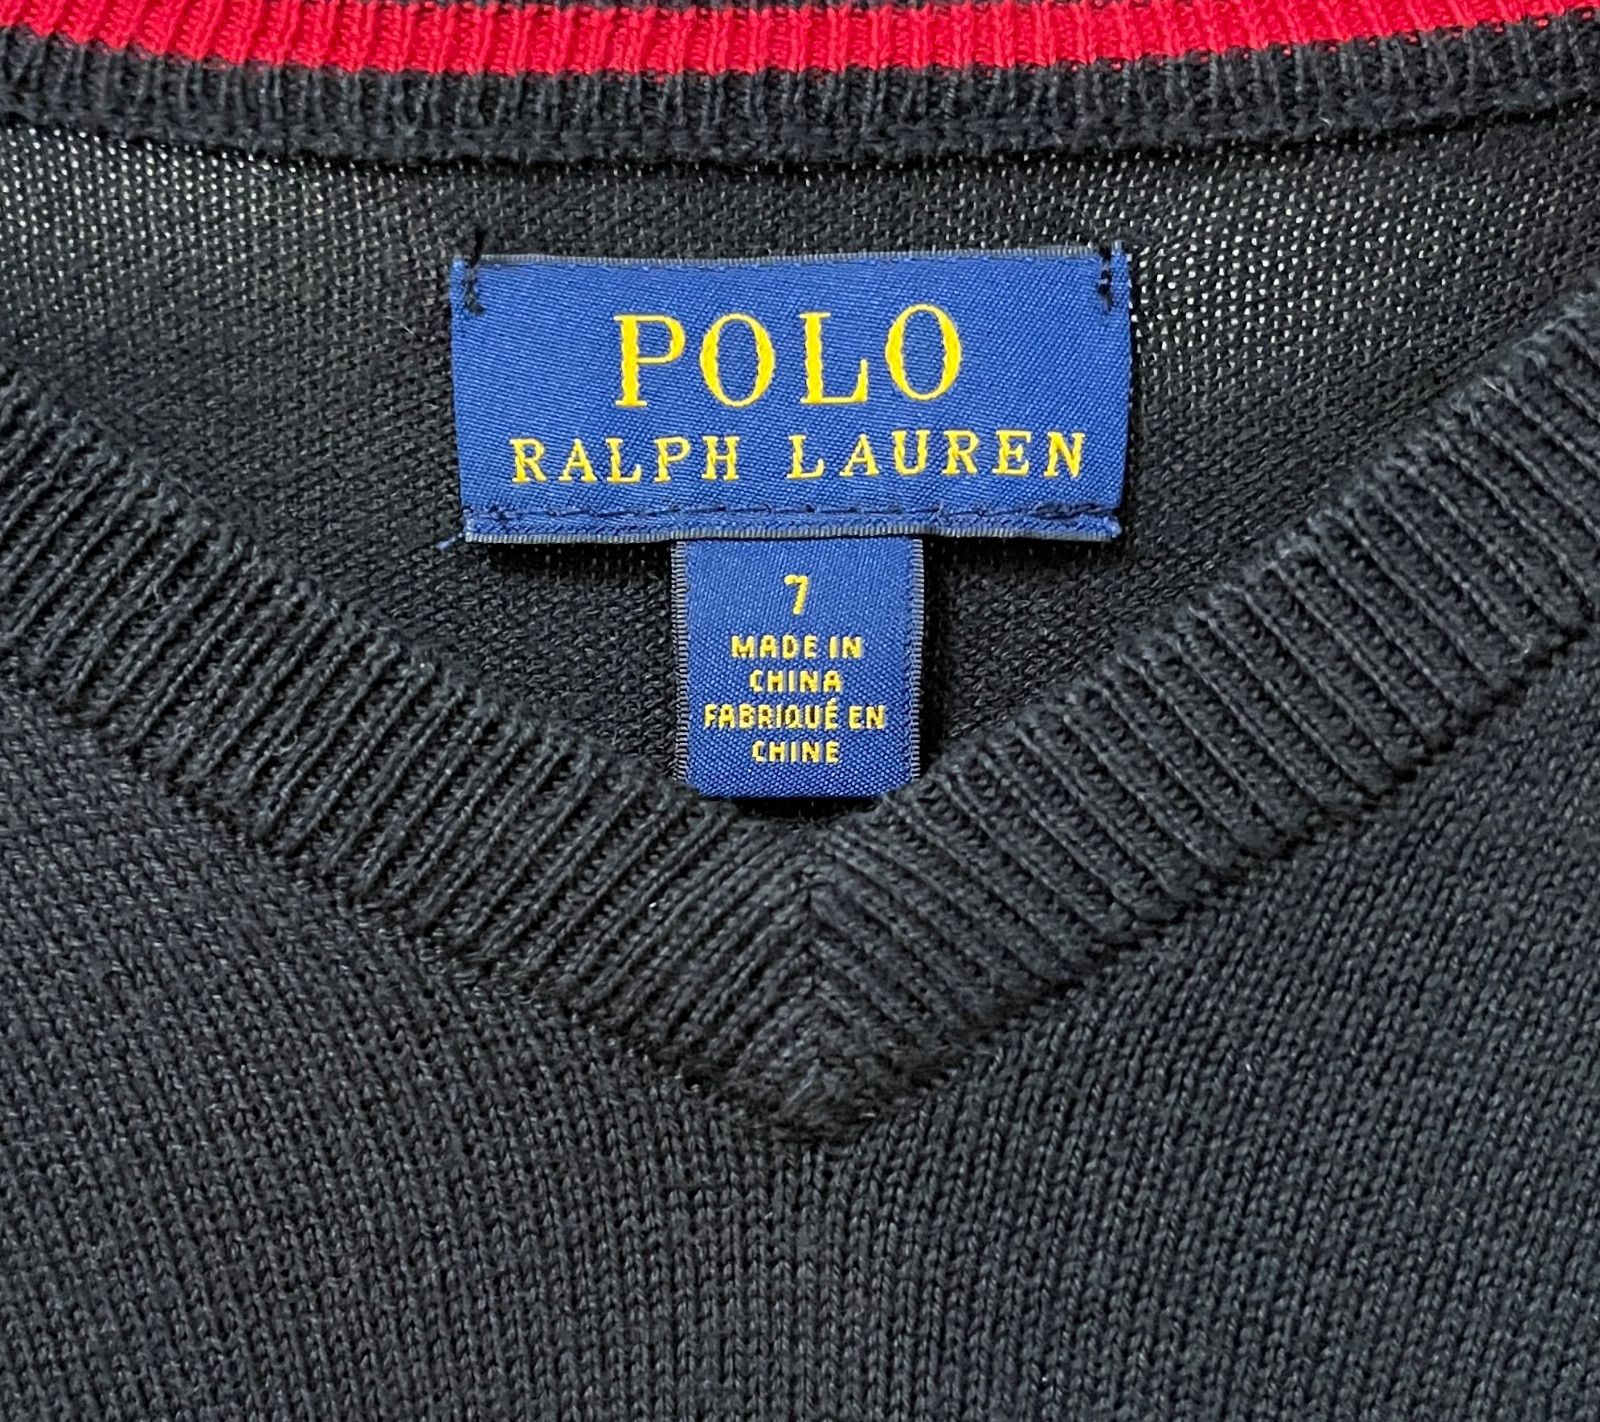 POLO
RALPH LAUREN
7
MADE IN
CHINA
FABRIQUÉ EN
CHINE